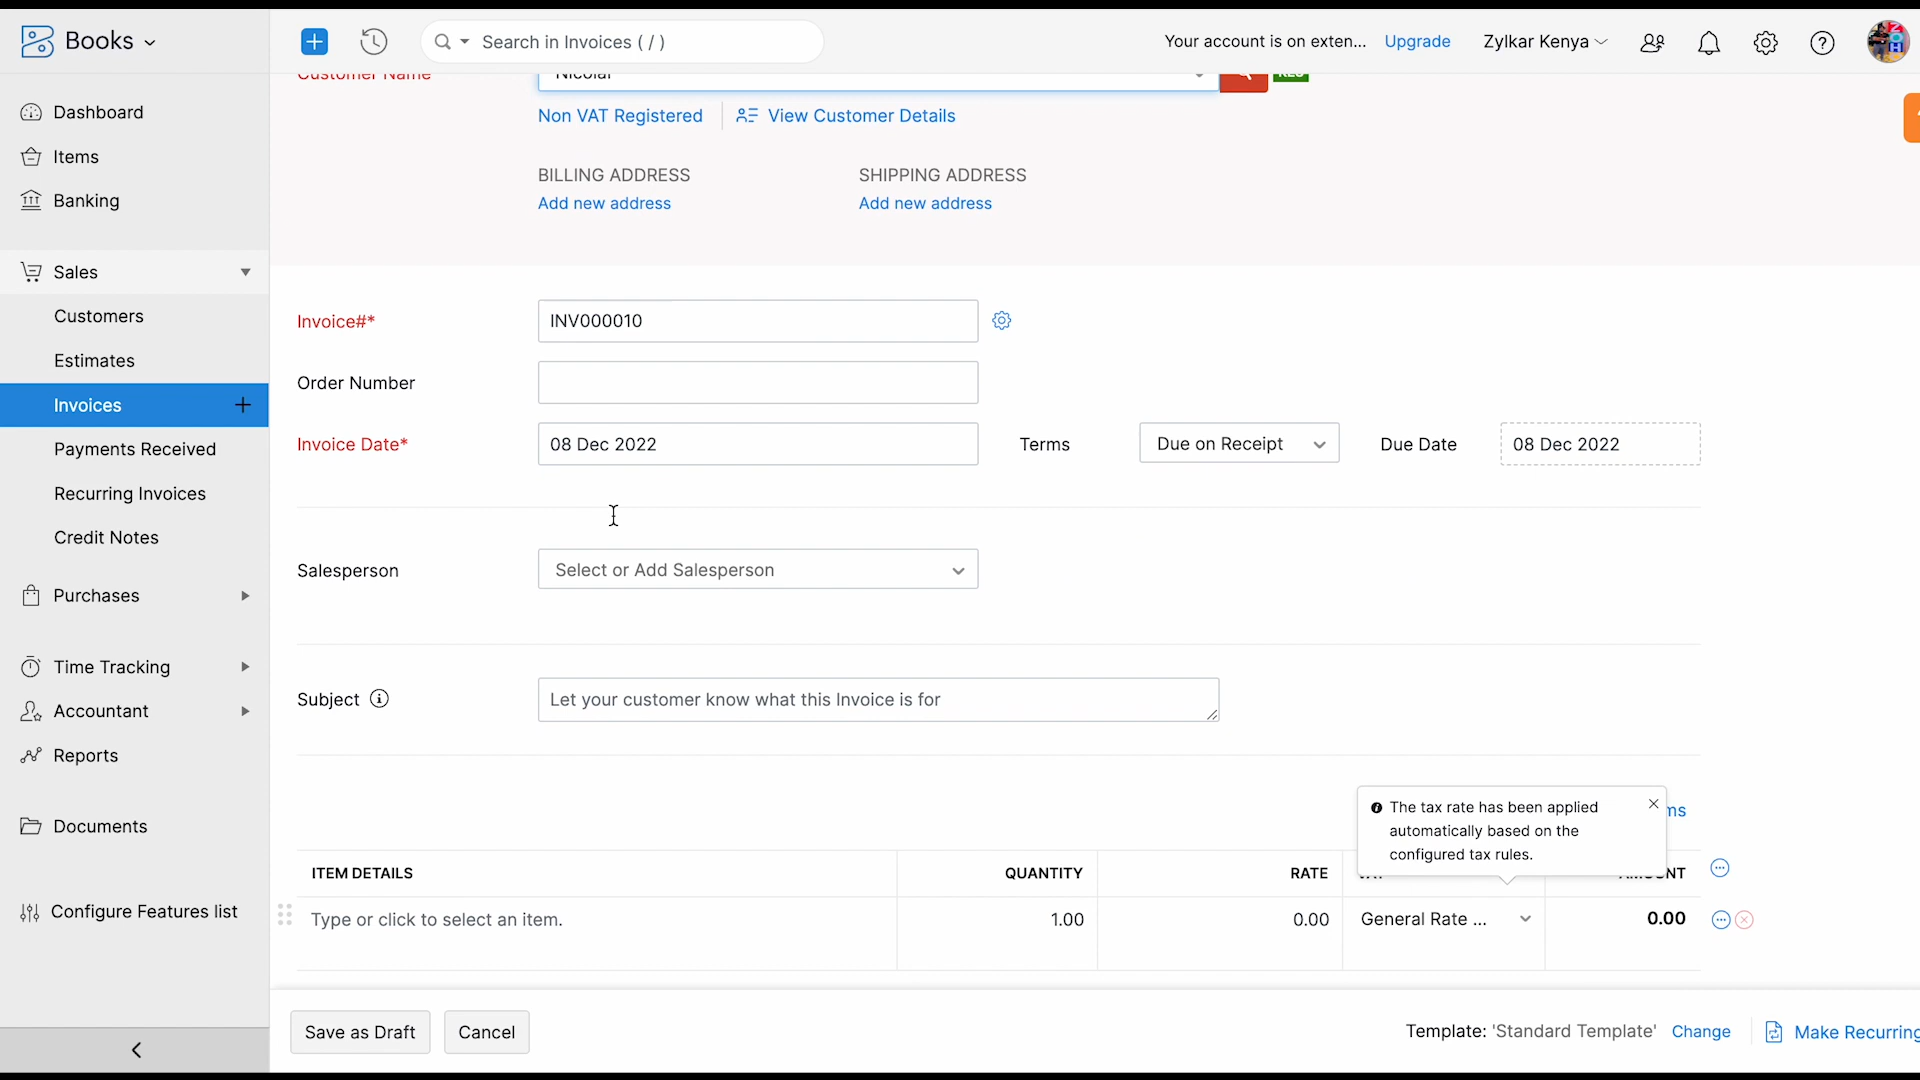 Books
Search in Invoices ( / )
Your account is on exten...
Upgrade
Zylkar Kenya
Customer Name
Nicolai
KES
Non VAT Registered
View Customer Details
BILLING ADDRESS
Add new address
SHIPPING ADDRESS
Add new address
Dashboard
Items
Banking
Sales
Customers
Estimates
Invoices
Payments Received
Recurring Invoices
Credit Notes
Purchases
Time Tracking
Accountant
Reports
Documents
Configure Features list
Invoice#*
INV000010
Order Number
Invoice Date*
08 Dec 2022
Terms
Due on Receipt
Due Date
08 Dec 2022
Salesperson
Select or Add Salesperson
Subject
Let your customer know what this Invoice is for
The tax rate has been applied
automatically based on the
configured tax rules.
ITEM DETAILS
QUANTITY
RATE
AMOUNT
Type or click to select an item.
1.00
0.00
General Rate ...
0.00
Save as Draft
Cancel
Template: 'Standard Template'
Change
Make Recurring